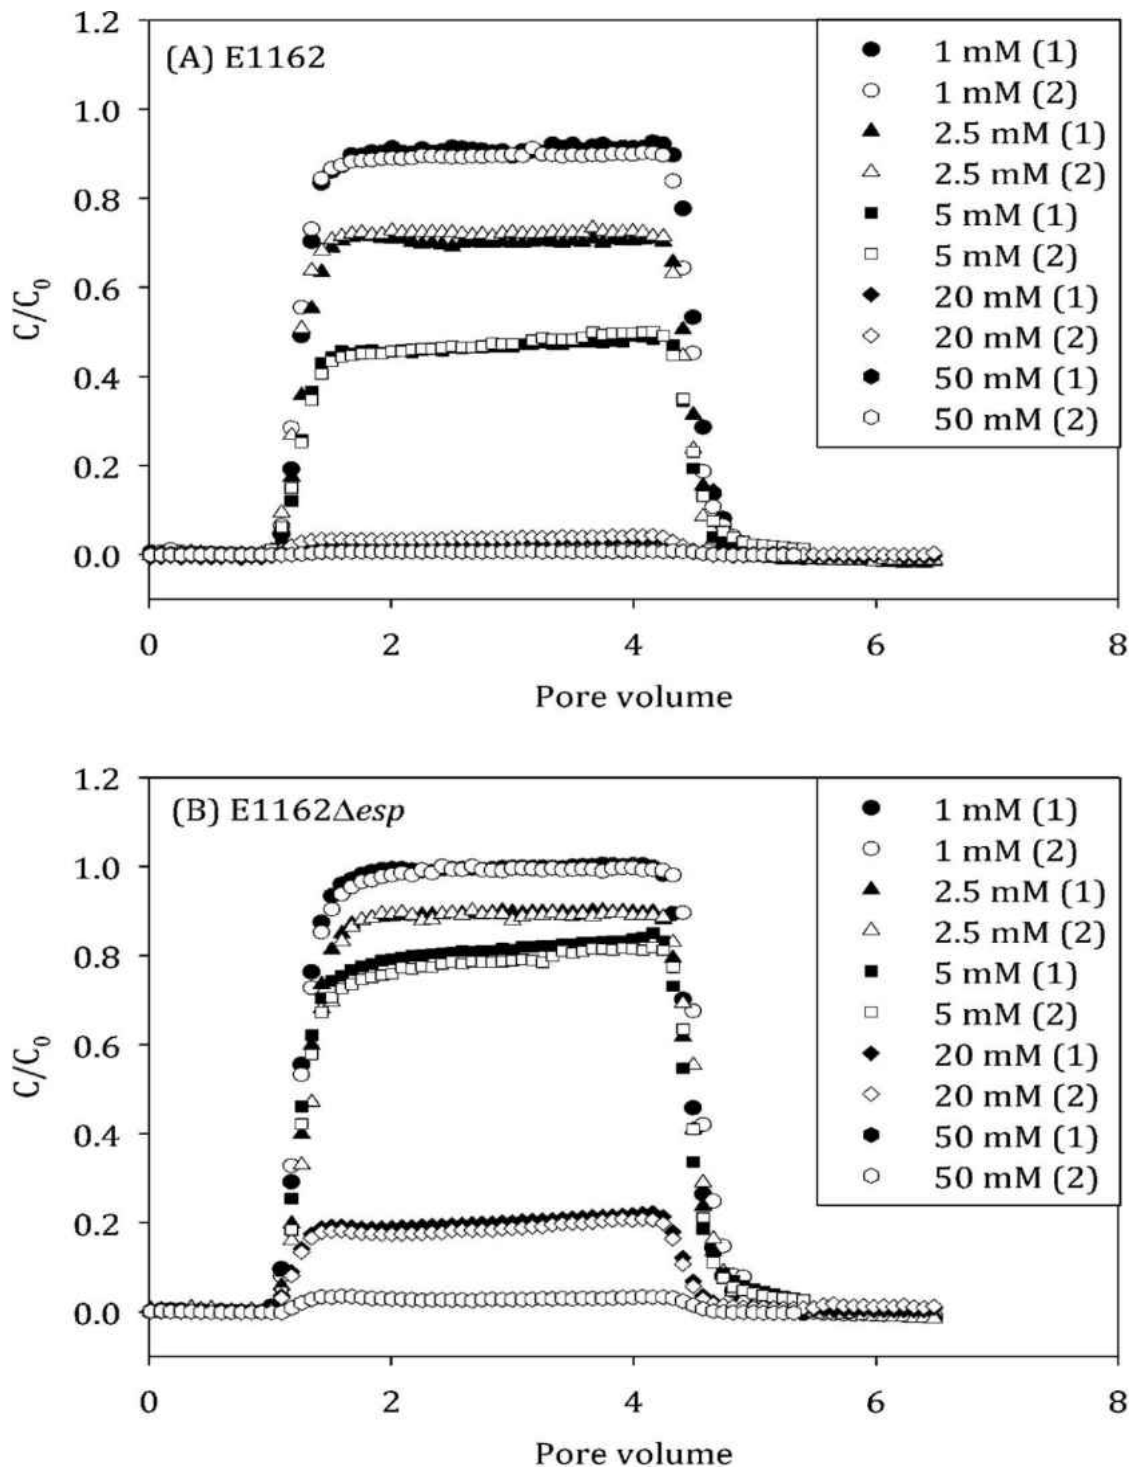 (A) E1162
1.2
1.0
0.8
0.6
0.4
0.2
0.0
C/C₀
0
2
4
6
8
Pore volume
1 mM (1)
1 mM (2)
2.5 mM (1)
2.5 mM (2)
5 mM (1)
5 mM (2)
20 mM (1)
20 mM (2)
50 mM (1)
50 mM (2)
(B) E1162Δesp
1.2
1.0
0.8
0.6
0.4
0.2
0.0
C/C₀
0
2
4
6
8
Pore volume
1 mM (1)
1 mM (2)
2.5 mM (1)
2.5 mM (2)
5 mM (1)
5 mM (2)
20 mM (1)
20 mM (2)
50 mM (1)
50 mM (2)